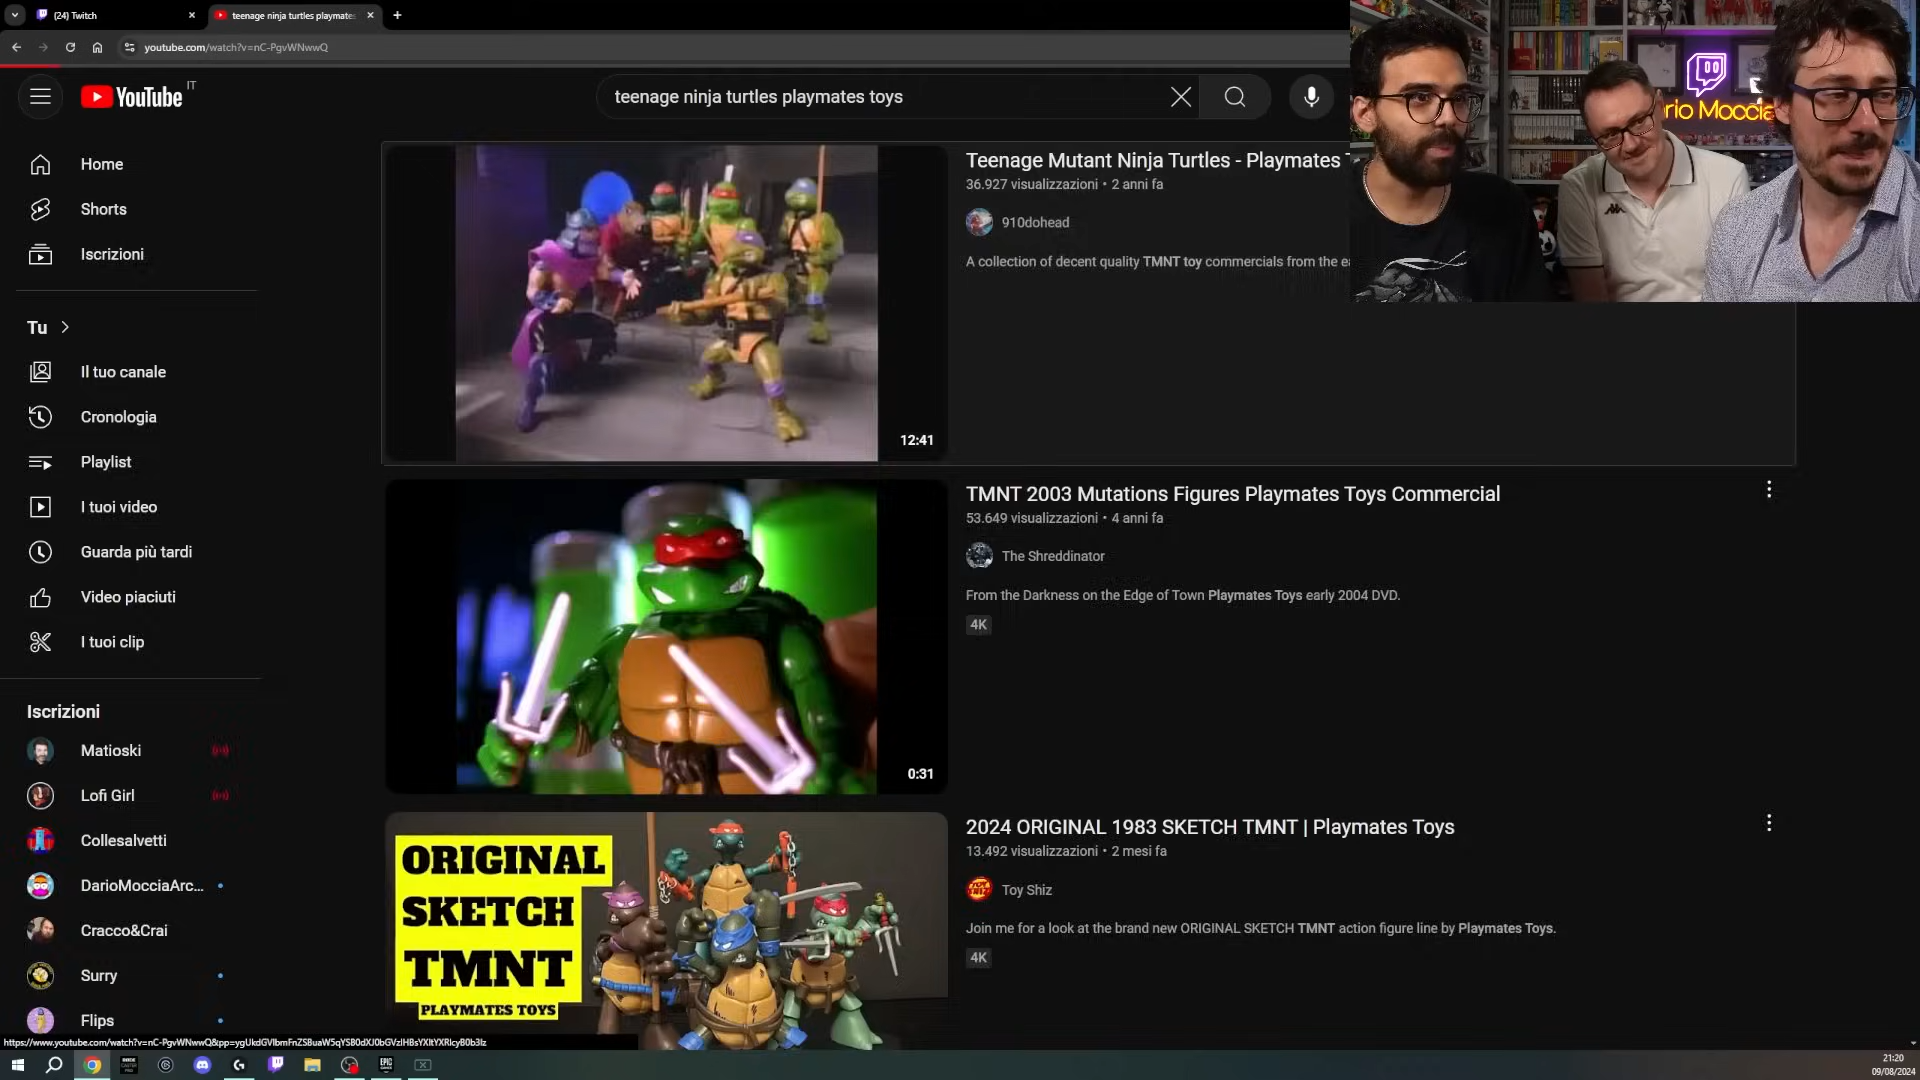 (24) Twitch
teenage ninja turtles playmates
youtube.com/watch?v=nC-PgvWNwwQ
YouTube
IT
teenage ninja turtles playmates toys
rio Moccia
Home
Shorts
Iscrizioni
Tu
Il tuo canale
Cronologia
Playlist
I tuoi video
Guarda più tardi
Video piaciuti
I tuoi clip
Iscrizioni
Matioski
Lofi Girl
Collesalvetti
DarioMocciaArc...
Cracco&Crai
Surry
Flips
12:41
Teenage Mutant Ninja Turtles - Playmates
36.927 visualizzazioni • 2 anni fa
910dohead
A collection of decent quality TMNT toy commercials from the
0:31
TMNT 2003 Mutations Figures Playmates Toys Commercial
53.649 visualizzazioni • 4 anni fa
The Shreddinator
From the Darkness on the Edge of Town Playmates Toys early 2004 DVD.
4K
ORIGINAL
SKETCH
TMNT
PLAYMATES TOYS
2024 ORIGINAL 1983 SKETCH TMNT | Playmates Toys
13.492 visualizzazioni • 2 mesi fa
Toy Shiz
Join me for a look at the brand new ORIGINAL SKETCH TMNT action figure line by Playmates Toys.
4K
EPIC
21:20
09/08/2024